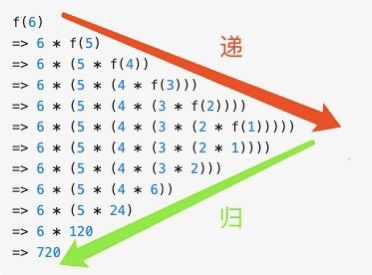 f(6)
=> 6 * f(5)
=> 6 * (5 * f(4))
=> 6 * (5 * (4 * f(3)))
=> 6 * (5 * (4 * (3 * f(2))))
=> 6 * (5 * (4 * (3 * (2 * f(1)))))
=> 6 * (5 * (4 * (3 * (2 * 1))))
=> 6 * (5 * (4 * (3 * 2)))
=> 6 * (5 * (4 * 6))
=> 6 * (5 * 24)
=> 6 * 120
=> 720
递
归